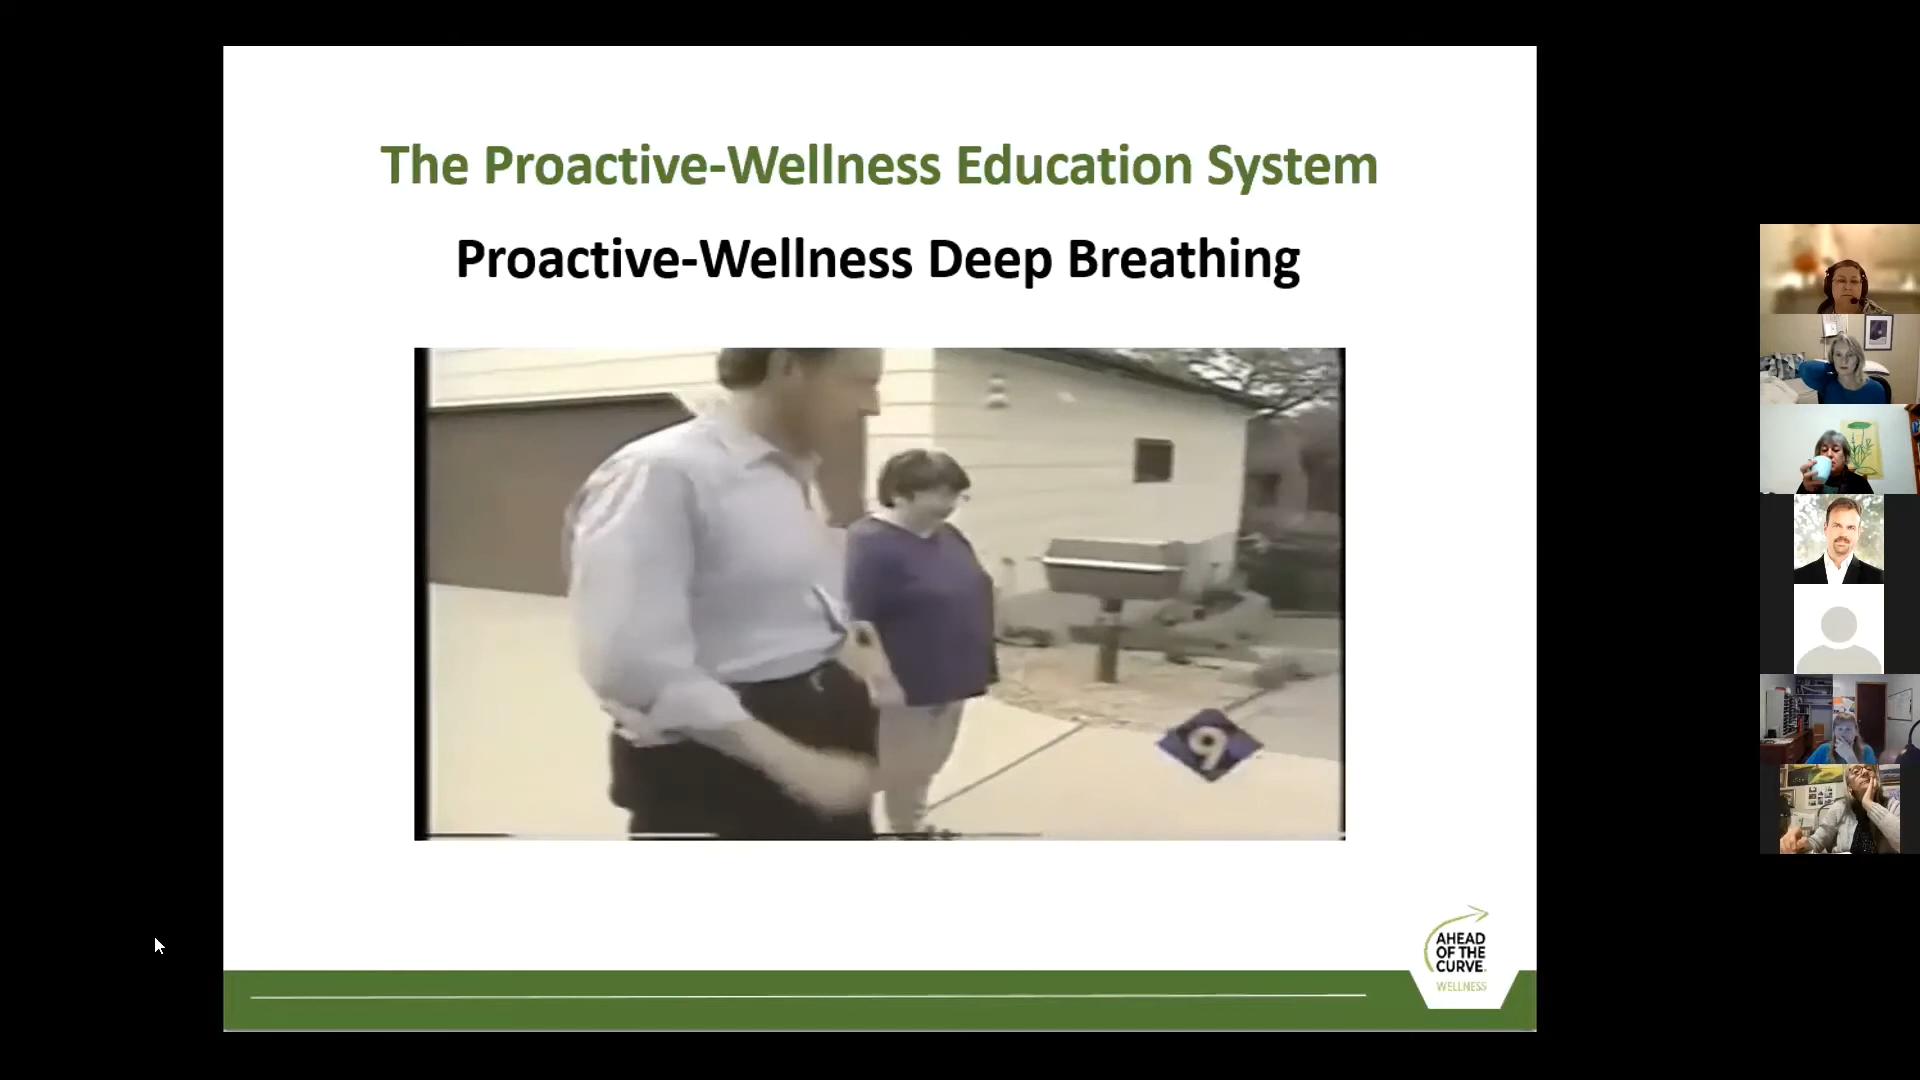 The Proactive-Wellness Education System
Proactive-Wellness Deep Breathing
9
AHEAD
OF THE
CURVE.
WELLNESS